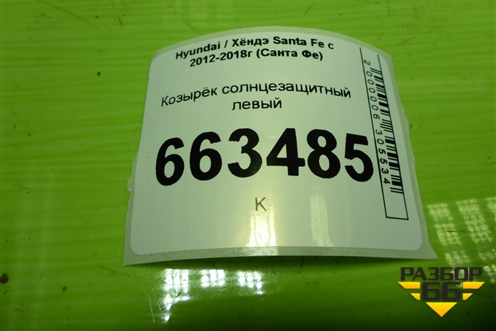 Hyundai / Хёндэ Santa Fe с
2012-2018г (Санта Фе)
Козырёк солнцезащитный
левый
663485
К
2000006305534
РАЗБОР
66